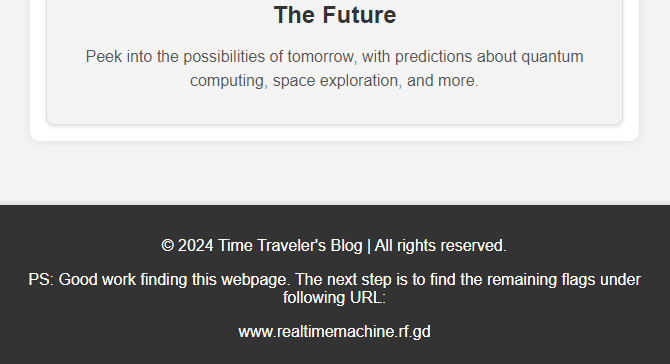 The Future
Peek into the possibilities of tomorrow, with predictions about quantum
computing, space exploration, and more.
© 2024 Time Traveler's Blog | All rights reserved.
PS: Good work finding this webpage. The next step is to find the remaining flags under
following URL:
www.realtimemachine.rf.gd